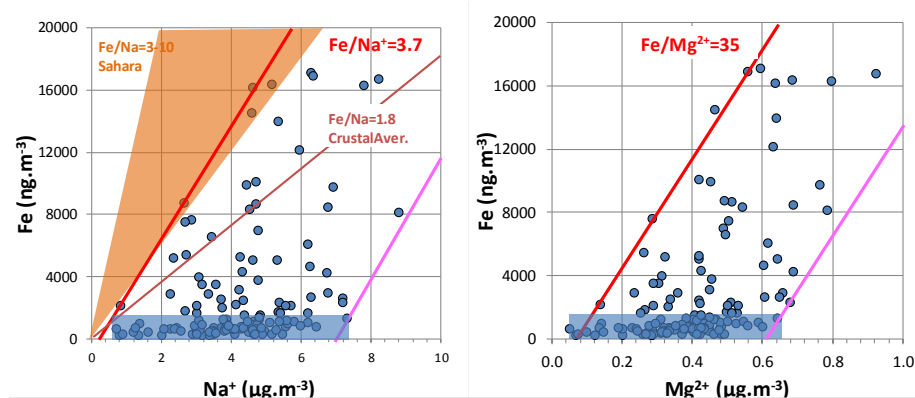 20000
16000
12000
8000
4000
0
Fe (ng.m-3)
Fe/Na=3-10
Sahara
Fe/Na+=3.7
Fe/Na=1.8
CrustalAver.
0 2 4 6 8 10
Na+ (µg.m-3)
20000
16000
12000
8000
4000
0
Fe (ng.m-3)
Fe/Mg2+=35
0.0 0.2 0.4 0.6 0.8 1.0
Mg2+ (µg.m-3)